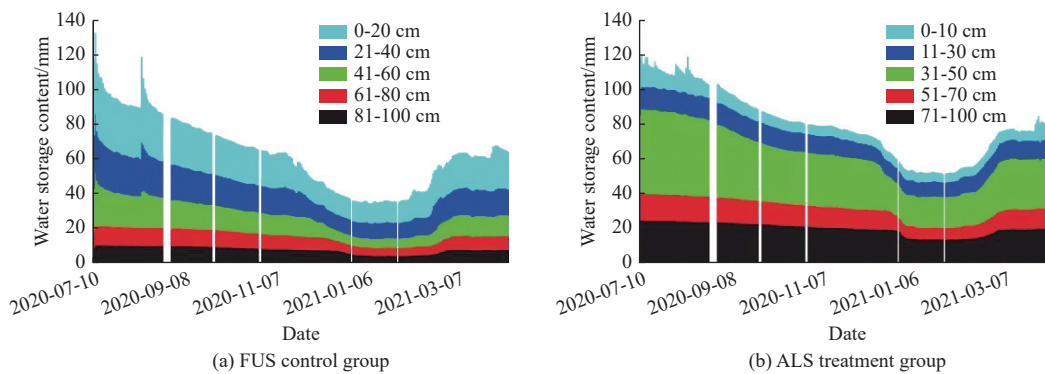 140
120
100
80
60
40
20
0
Water storage content/mm
0-20 cm
21-40 cm
41-60 cm
61-80 cm
81-100 cm
2020-07-10
2020-09-08
2020-11-07
2021-01-06
2021-03-07
Date
(a) FUS control group
140
120
100
80
60
40
20
0
Water storage content/mm
0-10 cm
11-30 cm
31-50 cm
51-70 cm
71-100 cm
2020-07-10
2020-09-08
2020-11-07
2021-01-06
2021-03-07
Date
(b) ALS treatment group